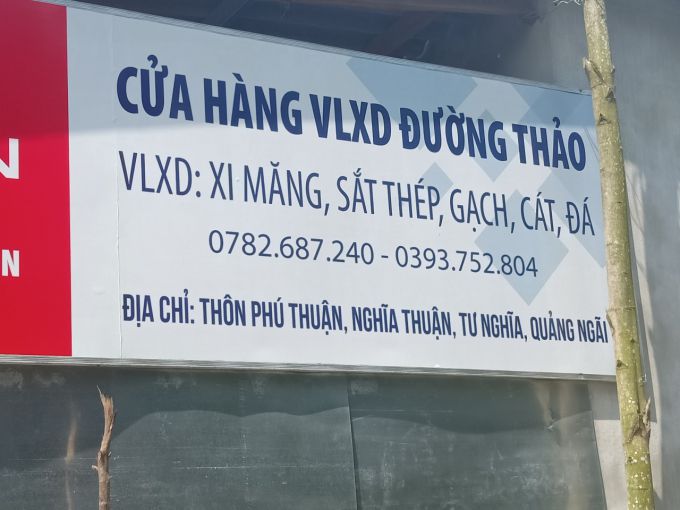 CỬA HÀNG VLXD ĐƯỜNG THẢO
VLXD: XI MĂNG, SẮT THÉP, GẠCH, CÁT, ĐÁ
0782.687.240 - 0393.752.804
ĐỊA CHỈ: THÔN PHÚ THUẬN, NGHĨA THUẬN, TƯ NGHĨA, QUẢNG NGÃI